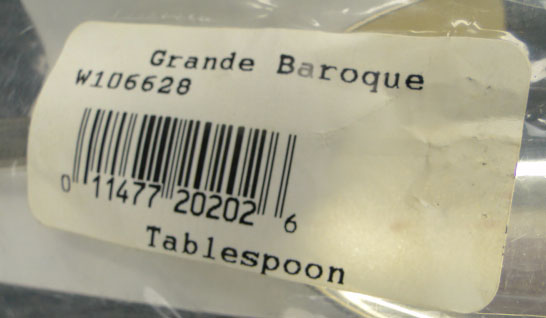 Grande Baroque
W106628
0 11477 20202 6
Tablespoon